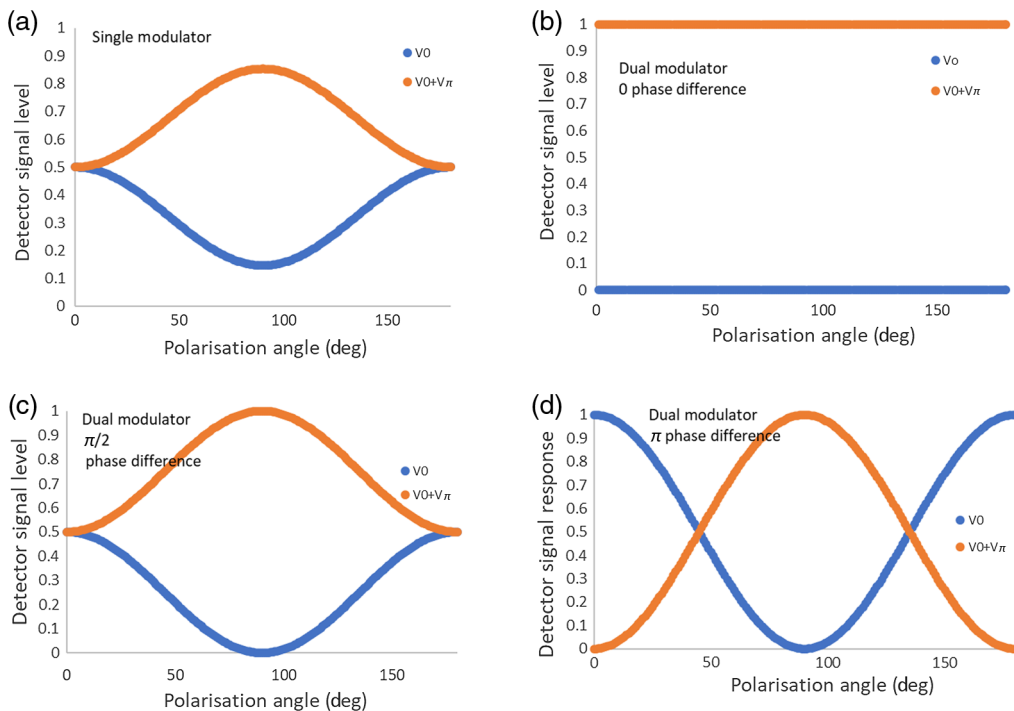 (a)
Single modulator
V0
V0+Vπ
Detector signal level
1
0.9
0.8
0.7
0.6
0.5
0.4
0.3
0.2
0.1
0
0
50
100
150
Polarisation angle (deg)
(b)
Dual modulator
0 phase difference
Vo
V0+Vπ
Detector signal level
1
0.9
0.8
0.7
0.6
0.5
0.4
0.3
0.2
0.1
0
0
50
100
150
Polarisation angle (deg)
(c)
Dual modulator
π/2
phase difference
V0
V0+Vπ
Detector signal level
1
0.9
0.8
0.7
0.6
0.5
0.4
0.3
0.2
0.1
0
0
50
100
150
Polarisation angle (deg)
(d)
Dual modulator
π phase difference
V0
V0+Vπ
Detector signal response
1
0.9
0.8
0.7
0.6
0.5
0.4
0.3
0.2
0.1
0
0
50
100
150
Polarisation angle (deg)